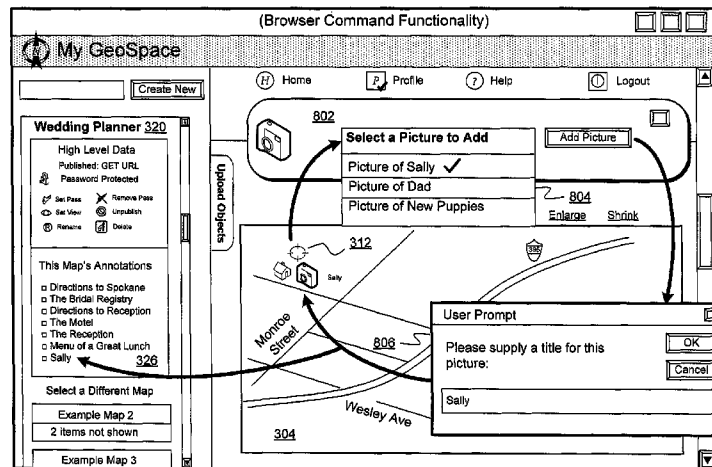 (Browser Command Functionality)
My GeoSpace
Create New
H Home
P Profile
? Help
Logout
Wedding Planner 320
High Level Data
Published: GET URL
Password Protected
Set Pass
Remove Pass
Set View
Unpublish
Rename
Delete
This Map's Annotations
Directions to Spokane
The Bridal Registry
Directions to Reception
The Motel
The Reception
Menu of a Great Lunch
Sally
326
Select a Different Map
Example Map 2
2 items not shown
Example Map 3
Upload Objects
802
Select a Picture to Add
Picture of Sally
Picture of Dad
Picture of New Puppies
Add Picture
804
Enlarge
Shrink
312
Sally
395
Monroe
Street
806
Wesley Ave
304
User Prompt
Please supply a title for this
picture:
OK
Cancel
Sally